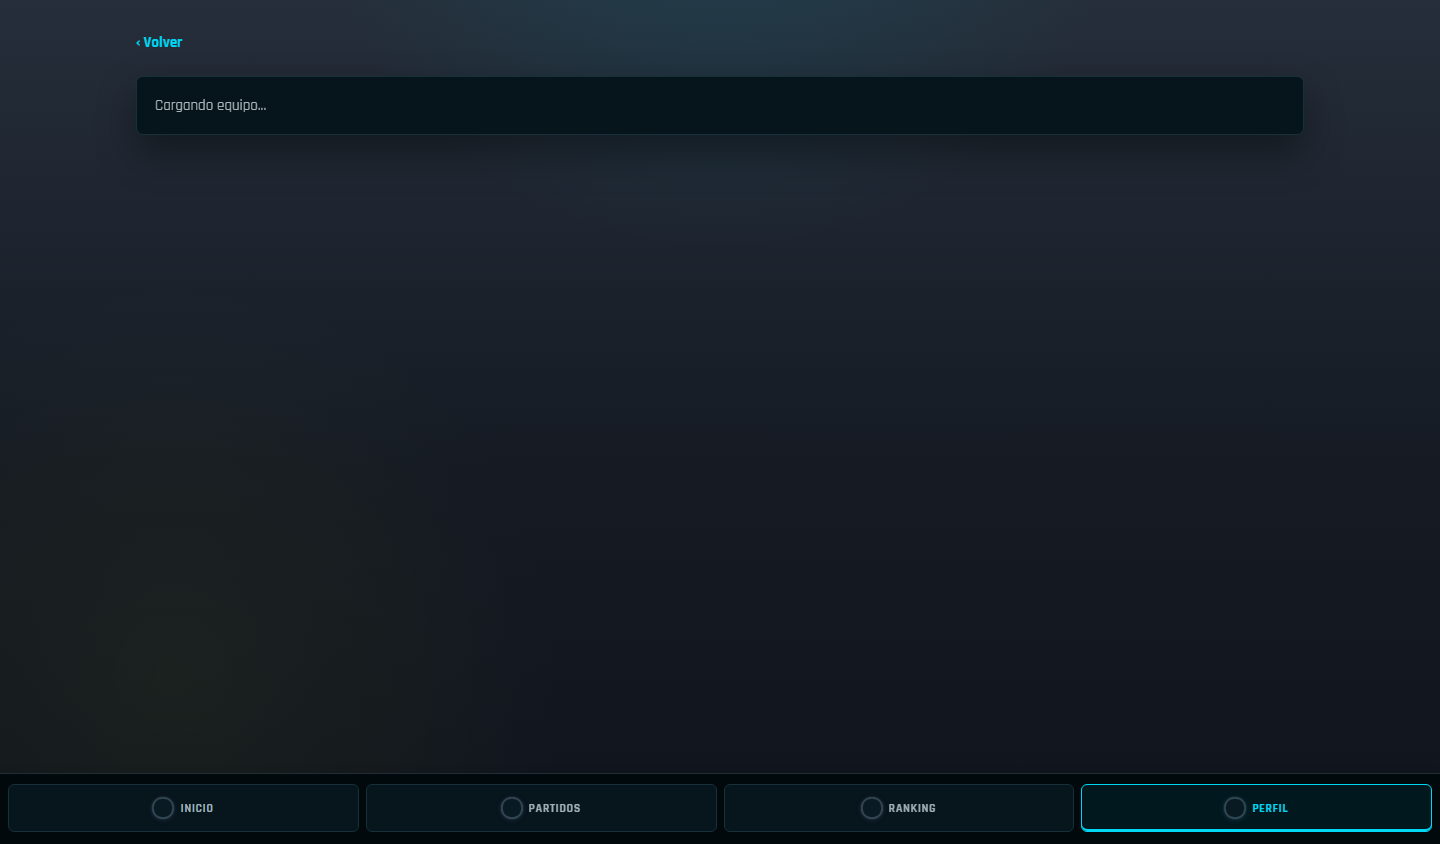 ‹ Volver
Cargando equipo...
INICIO
PARTIDOS
RANKING
PERFIL